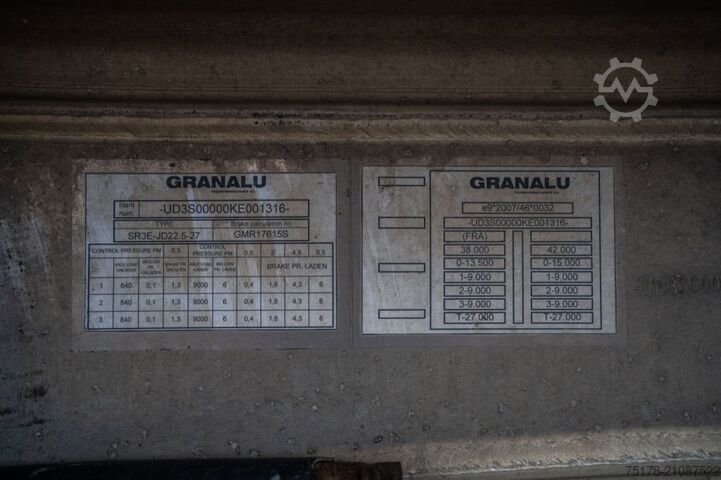 GRANALU
Ident num. -UD3S00000KE001316-
TYPE Brake calculation no.
SR3E-JD22.5-27 GMR17615S
CONTROL PRESSURE PM CONTROL PRESSURE PM 0,6 2 4,5 6,5
AXLE LOAD UNLADEN BELLOW PR. UNLADEN BRAKE PR. UNLADEN AXLE LOAD LADEN BELLOW PR. LADEN BRAKE PR. LADEN
1 840 0,1 1,3 9000 6 0,4 1,8 4,3 6
2 840 0,1 1,3 9000 6 0,4 1,8 4,3 6
3 840 0,1 1,3 9000 6 0,4 1,8 4,3 6
GRANALU
e9*2007/46*0032
-UD3S00000KE001316-
(FRA)
38.000 42.000
0-13.500 0-15.000
1-9.000 1-9.000
2-9.000 2-9.000
3-9.000 3-9.000
T-27.000 T-27.000
75178-21087522